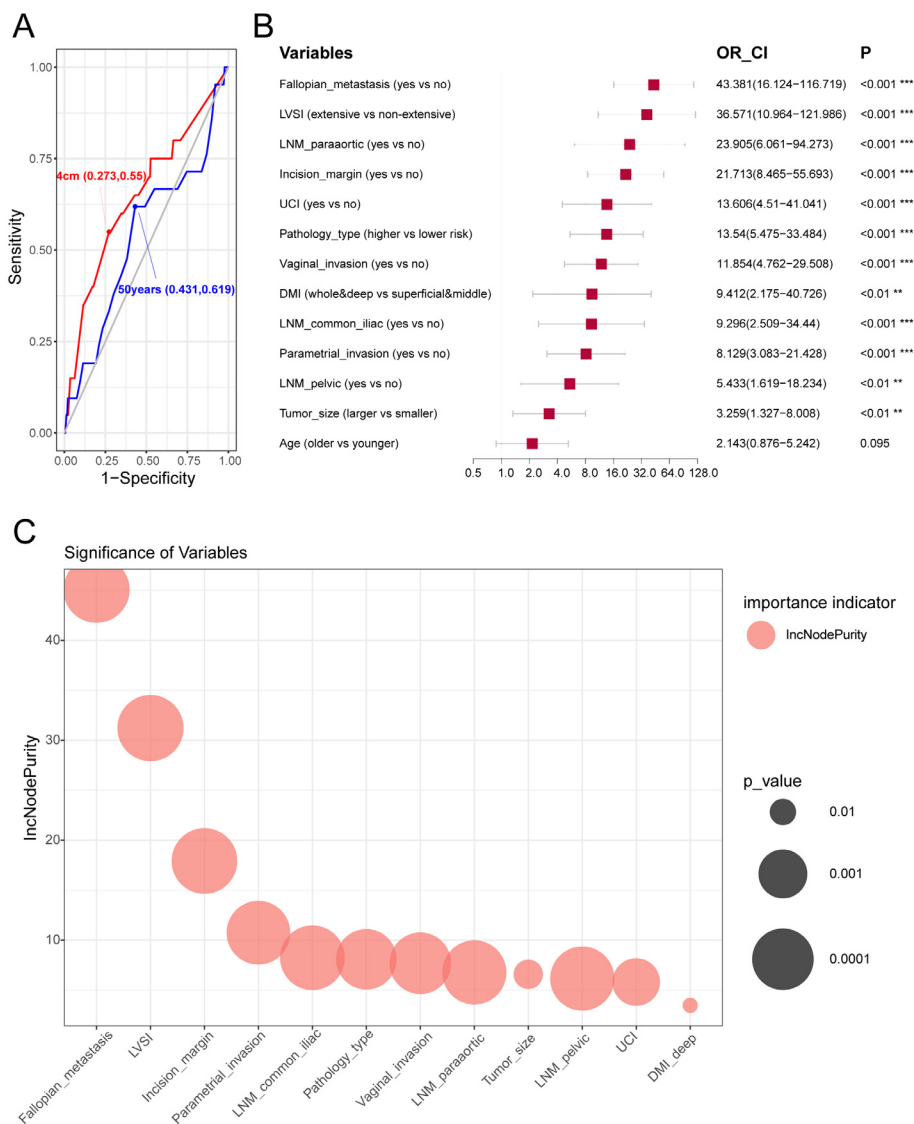 A
1.00
0.75
0.50
0.25
0.00
Sensitivity
4cm (0.273,0.55)
50years (0.431,0.619)
0.00 0.25 0.50 0.75 1.00
1−Specificity
B
Variables OR_CI P
Fallopian_metastasis (yes vs no) 43.381(16.124−116.719) <0.001 ***
LVSI (extensive vs non-extensive) 36.571(10.964−121.986) <0.001 ***
LNM_paraaortic (yes vs no) 23.905(6.061−94.273) <0.001 ***
Incision_margin (yes vs no) 21.713(8.465−55.693) <0.001 ***
UCI (yes vs no) 13.606(4.51−41.041) <0.001 ***
Pathology_type (higher vs lower risk) 13.54(5.475−33.484) <0.001 ***
Vaginal_invasion (yes vs no) 11.854(4.762−29.508) <0.001 ***
DMI (whole&deep vs superficial&middle) 9.412(2.175−40.726) <0.01 **
LNM_common_iliac (yes vs no) 9.296(2.509−34.44) <0.001 ***
Parametrial_invasion (yes vs no) 8.129(3.083−21.428) <0.001 ***
LNM_pelvic (yes vs no) 5.433(1.619−18.234) <0.01 **
Tumor_size (larger vs smaller) 3.259(1.327−8.008) <0.01 **
Age (older vs younger) 2.143(0.876−5.242) 0.095
0.5 1.0 2.0 4.0 8.0 16.0 32.0 64.0 128.0
C
Significance of Variables
40
30
20
10
IncNodePurity
Fallopian_metastasis
LVSI
Incision_margin
Parametrial_invasion
LNM_common_iliac
Pathology_type
Vaginal_invasion
LNM_paraaortic
Tumor_size
LNM_pelvic
UCI
DMI_deep
importance indicator
IncNodePurity
p_value
0.01
0.001
0.0001